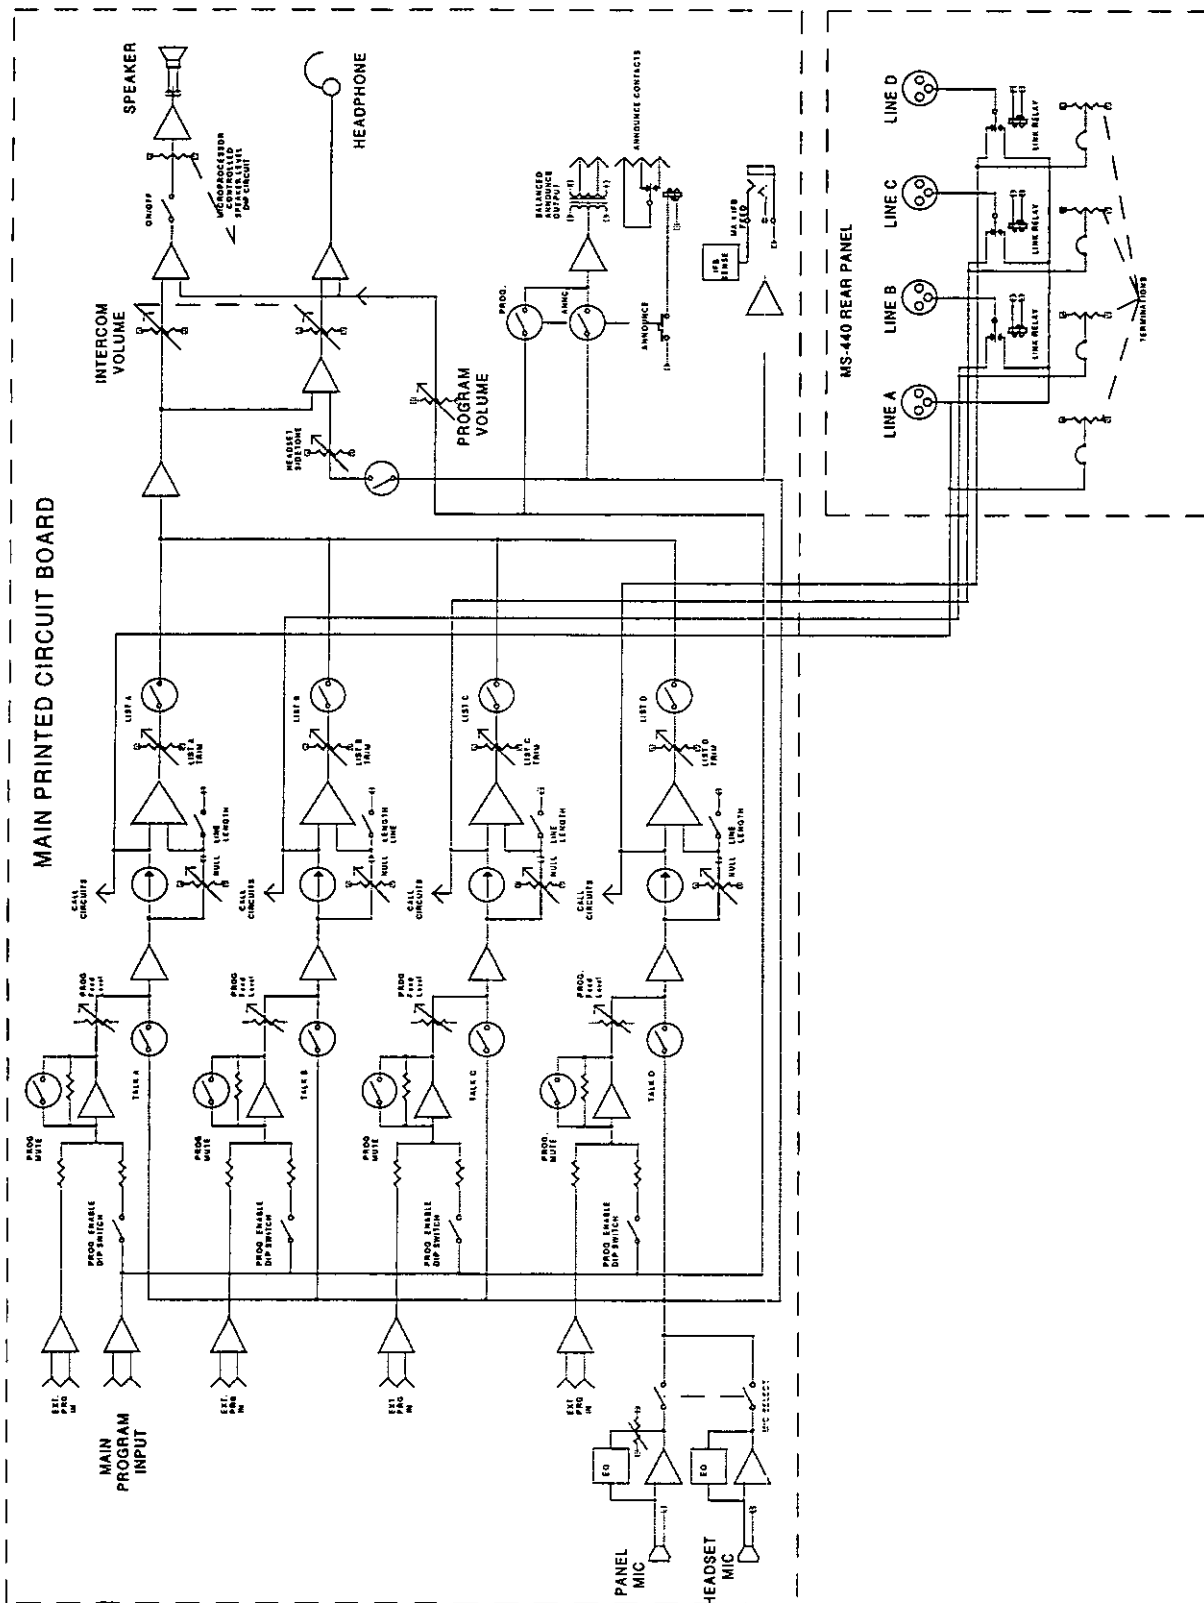 MAIN PRINTED CIRCUIT BOARD
EXT.
PRG
IN
MAIN
PROGRAM
INPUT
PROG
MUTE
PROG ENABLE
DIP SWITCH
PROG
Feed
Level
TALK A
CALL
CIRCUITS
NULL
LINE
LENGTH
LIST A
TRIM
LIST A
EXT
PRG
IN
PROG
MUTE
PROG ENABLE
DIP SWITCH
PROG
Feed
Level
TALK B
CALL
CIRCUITS
NULL
LENGTH
LINE
LIST B
TRIM
LIST B
EXT
PRG
IN
PROG
MUTE
PROG ENABLE
DIP SWITCH
PROG
Feed
Level
TALK C
CALL
CIRCUITS
NULL
LINE
LENGTH
LIST C
TRIM
LIST C
EXT
PRG
IN
PROG.
MUTE
PROG ENABLE
DIP SWITCH
PROG.
Feed
Level
TALK D
CALL
CIRCUITS
NULL
LINE
LENGTH
LIST D
TRIM
LIST D
PANEL
MIC
EQ
HEADSET
MIC
EQ
MIC SELECT
INTERCOM
VOLUME
ON/OFF
MICROPROCESSOR
CONTROLLED
SPEAKER LEVEL
DIP CIRCUIT
SPEAKER
HEADSET
SIDETONE
HEADPHONE
PROGRAM
VOLUME
PROG.
ANNC.
BALANCED
ANNOUNCE
OUTPUT
ANNOUNCE
ANNOUNCE CONTACTS
IFB
SENSE
MAX IFB
FEED
MS-440 REAR PANEL
LINE A
LINE B
LINK RELAY
LINE C
LINK RELAY
LINE D
LINK RELAY
TERMINATIONS